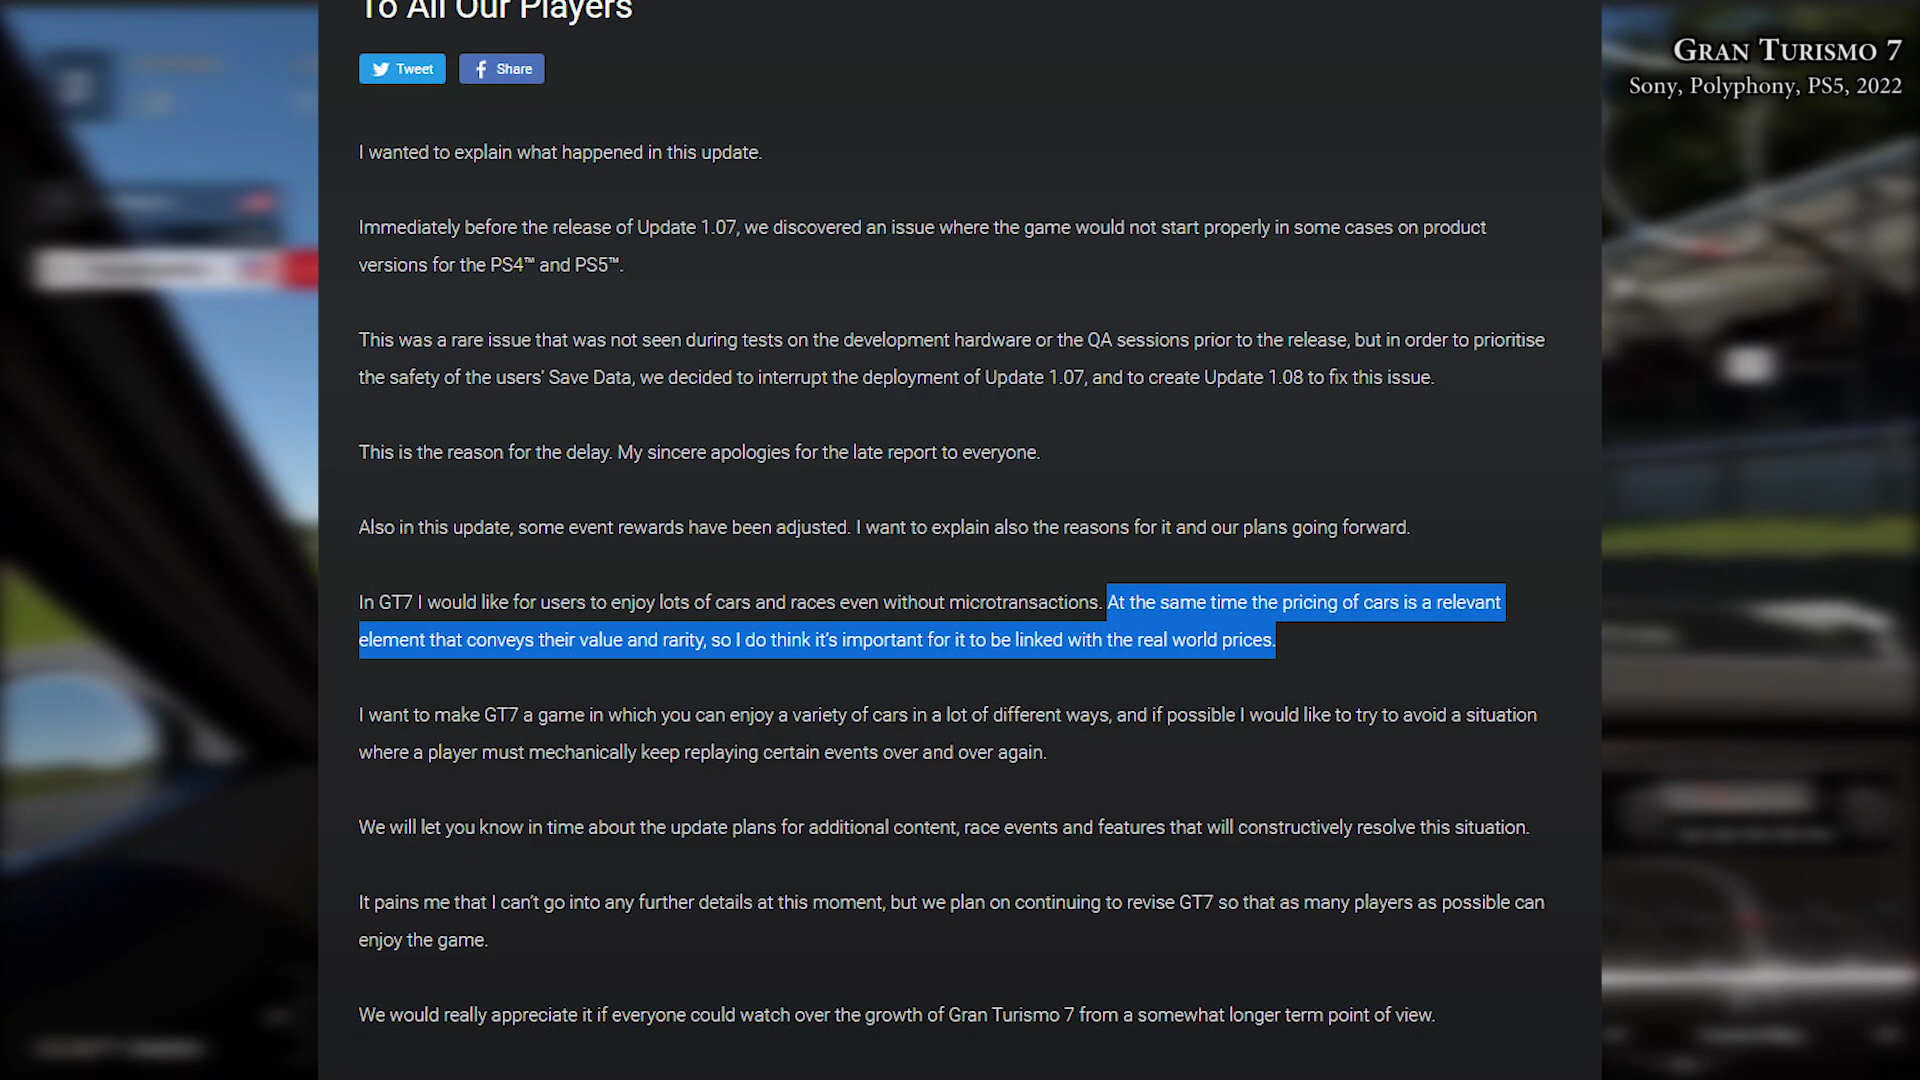 To All Our Players
Tweet
Share
GRAN TURISMO 7
Sony, Polyphony, PS5, 2022
I wanted to explain what happened in this update.
Immediately before the release of Update 1.07, we discovered an issue where the game would not start properly in some cases on product
versions for the PS4™ and PS5™.
This was a rare issue that was not seen during tests on the development hardware or the QA sessions prior to the release, but in order to prioritise
the safety of the users' Save Data, we decided to interrupt the deployment of Update 1.07, and to create Update 1.08 to fix this issue.
This is the reason for the delay. My sincere apologies for the late report to everyone.
Also in this update, some event rewards have been adjusted. I want to explain also the reasons for it and our plans going forward.
In GT7 I would like for users to enjoy lots of cars and races even without microtransactions. At the same time the pricing of cars is a relevant
element that conveys their value and rarity, so I do think it’s important for it to be linked with the real world prices.
I want to make GT7 a game in which you can enjoy a variety of cars in a lot of different ways, and if possible I would like to try to avoid a situation
where a player must mechanically keep replaying certain events over and over again.
We will let you know in time about the update plans for additional content, race events and features that will constructively resolve this situation.
It pains me that I can’t go into any further details at this moment, but we plan on continuing to revise GT7 so that as many players as possible can
enjoy the game.
We would really appreciate it if everyone could watch over the growth of Gran Turismo 7 from a somewhat longer term point of view.